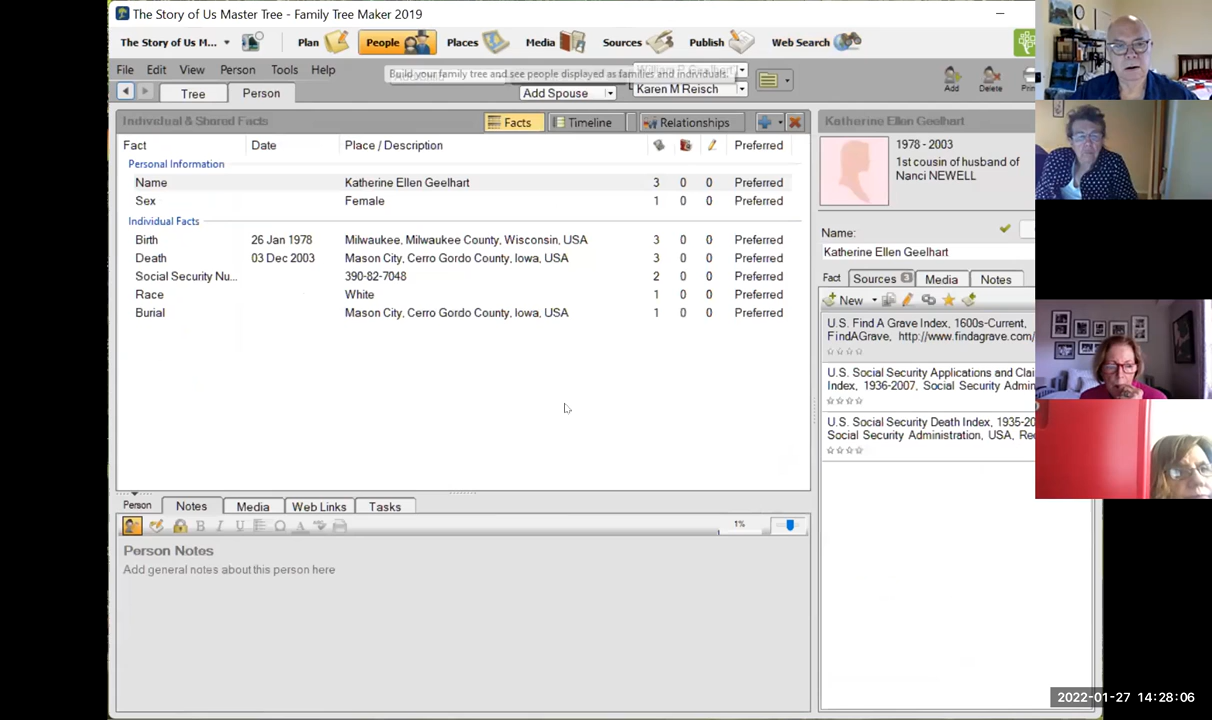 The Story of Us Master Tree - Family Tree Maker 2019
The Story of Us M... Plan People Places Media Sources Publish Web Search
File Edit View Person Tools Help
Build your family tree and see people displayed as families and individuals.
Add Spouse Karen M Reisch
Add Delete Prin
Tree Person
Individual & Shared Facts Facts Timeline Relationships
Fact Date Place / Description Preferred
Personal Information
Name Katherine Ellen Geelhart 3 0 0 Preferred
Sex Female 1 0 0 Preferred
Individual Facts
Birth 26 Jan 1978 Milwaukee, Milwaukee County, Wisconsin, USA 3 0 0 Preferred
Death 03 Dec 2003 Mason City, Cerro Gordo County, Iowa, USA 3 0 0 Preferred
Social Security Nu... 390-82-7048 2 0 0 Preferred
Race White 1 0 0 Preferred
Burial Mason City, Cerro Gordo County, Iowa, USA 1 0 0 Preferred
Katherine Ellen Geelhart
1978 - 2003
1st cousin of husband of
Nanci NEWELL
Name:
Katherine Ellen Geelhart
Fact Sources 3 Media Notes
New
U.S. Find A Grave Index, 1600s-Current,
FindAGrave, http://www.findagrave.com/
U.S. Social Security Applications and Clai
Index, 1936-2007, Social Security Admin
U.S. Social Security Death Index, 1935-20
Social Security Administration, USA, Rec
Person Notes Media Web Links Tasks
B I U A 1%
Person Notes
Add general notes about this person here
2022-01-27 14:28:06